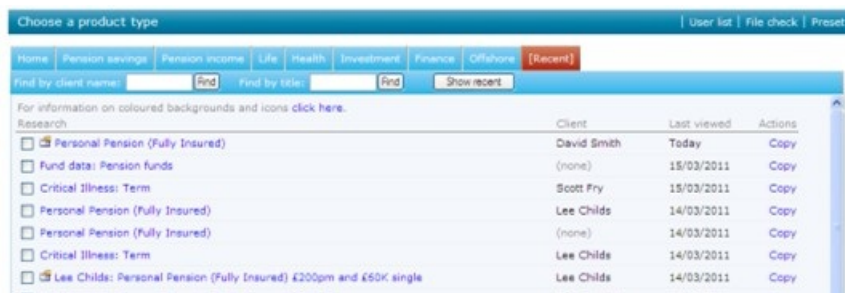 Choose a product type | User list | File check | Preset
Home Pension savings Pension income Life Health Investment Finance Offshore [Recent]
Find by client name: Find Find by title: Find Show recent
For information on coloured backgrounds and icons click here.
Research Client Last viewed Actions
Personal Pension (Fully Insured) David Smith Today Copy
Fund data: Pension funds (none) 15/03/2011 Copy
Critical Illness: Term Scott Fry 15/03/2011 Copy
Personal Pension (Fully Insured) Lee Childs 14/03/2011 Copy
Personal Pension (Fully Insured) (none) 14/03/2011 Copy
Critical Illness: Term Lee Childs 14/03/2011 Copy
Lee Childs: Personal Pension (Fully Insured) £200pm and £60K single Lee Childs 14/03/2011 Copy